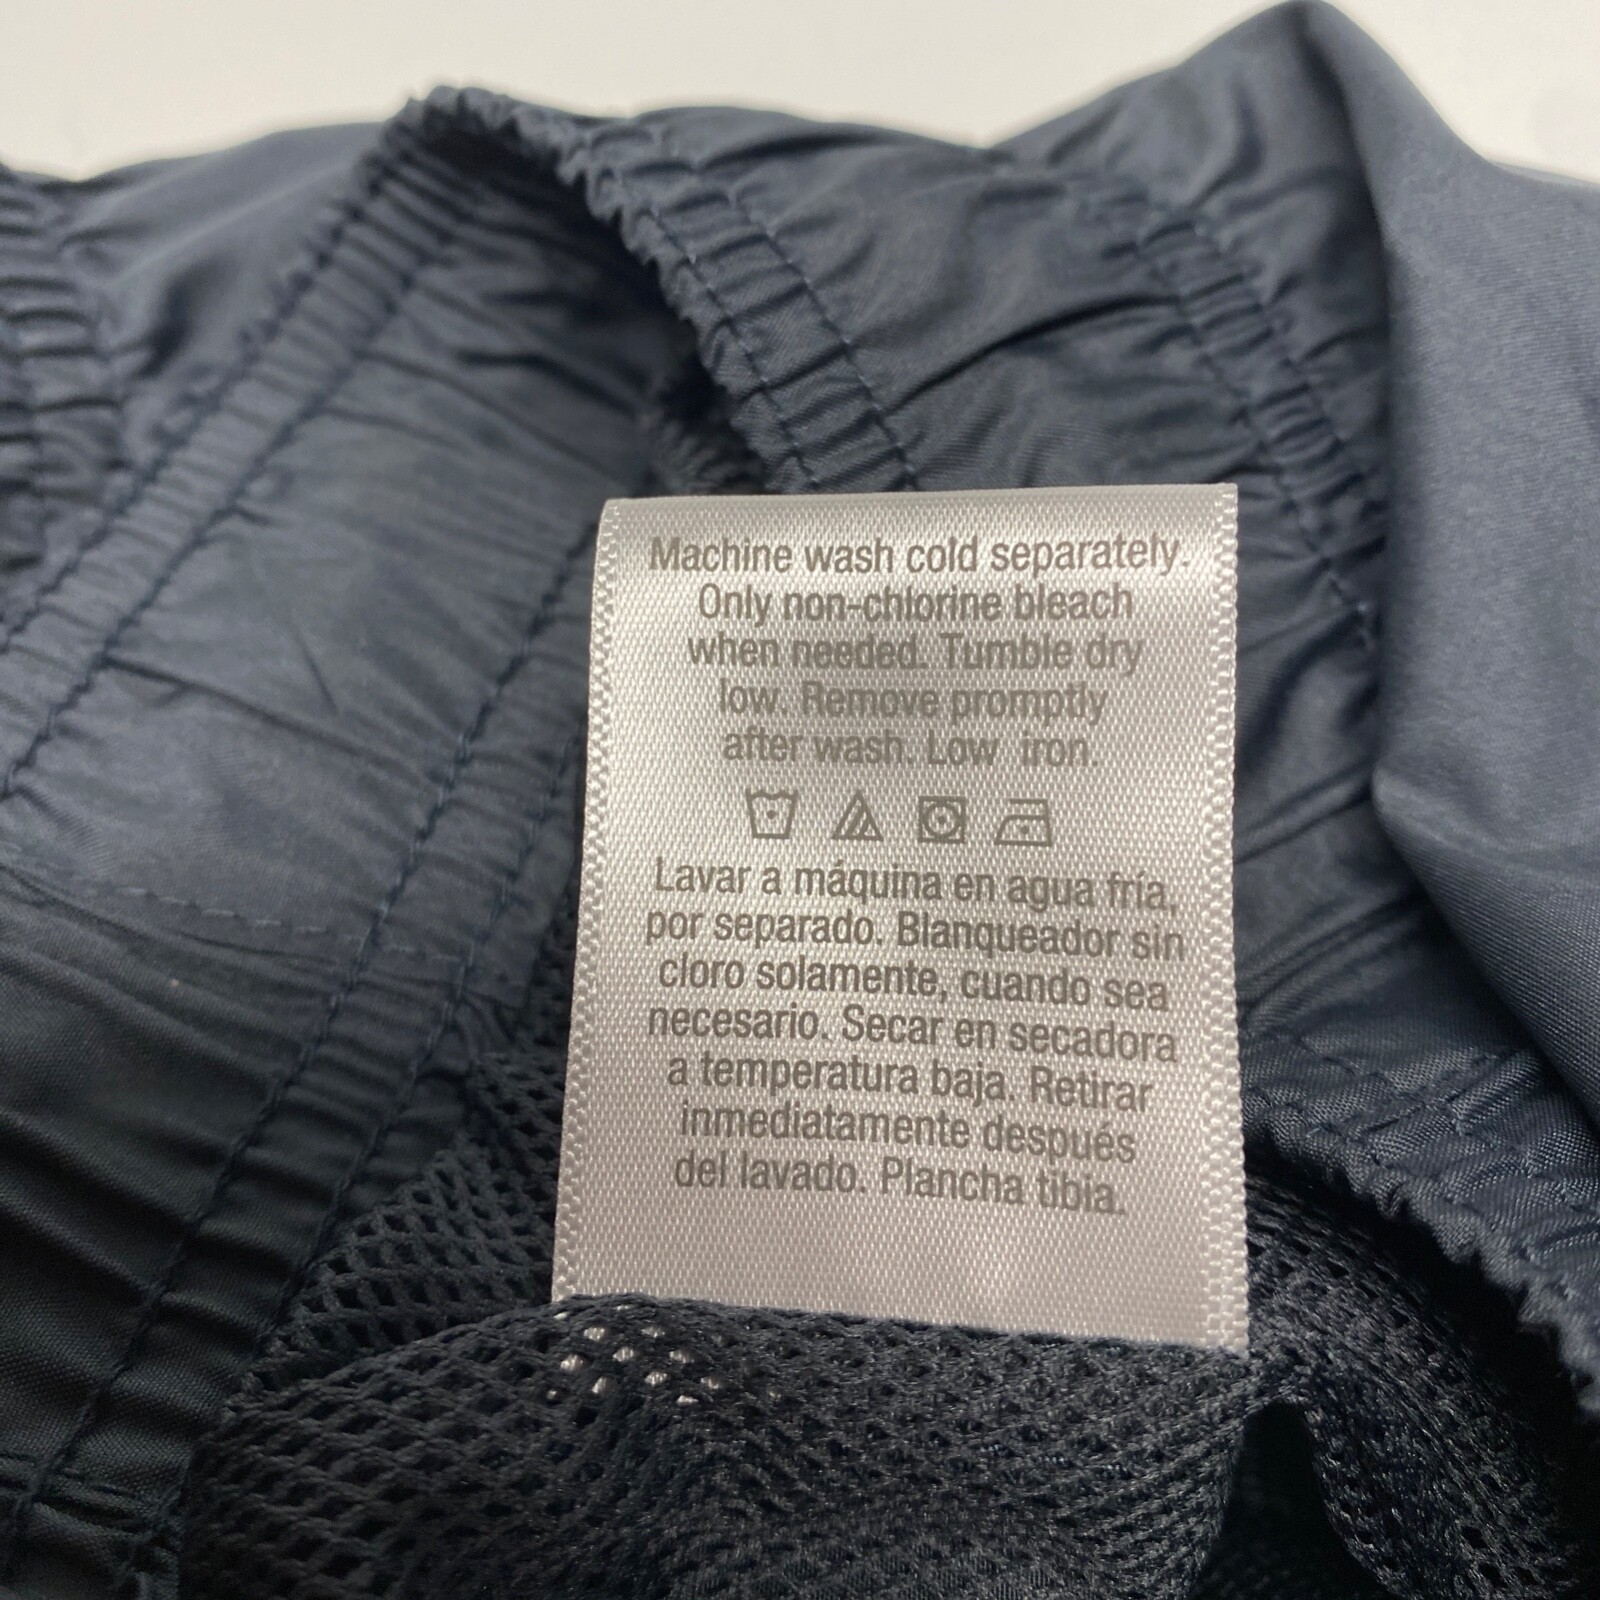 Machine wash cold separately.
Only non-chlorine bleach
when needed. Tumble dry
low. Remove promptly
after wash. Low iron.
Lavar a máquina en agua fría,
por separado. Blanqueador sin
cloro solamente, cuando sea
necesario. Secar en secadora
a temperatura baja. Retirar
inmediatamente después
del lavado. Plancha tibia.